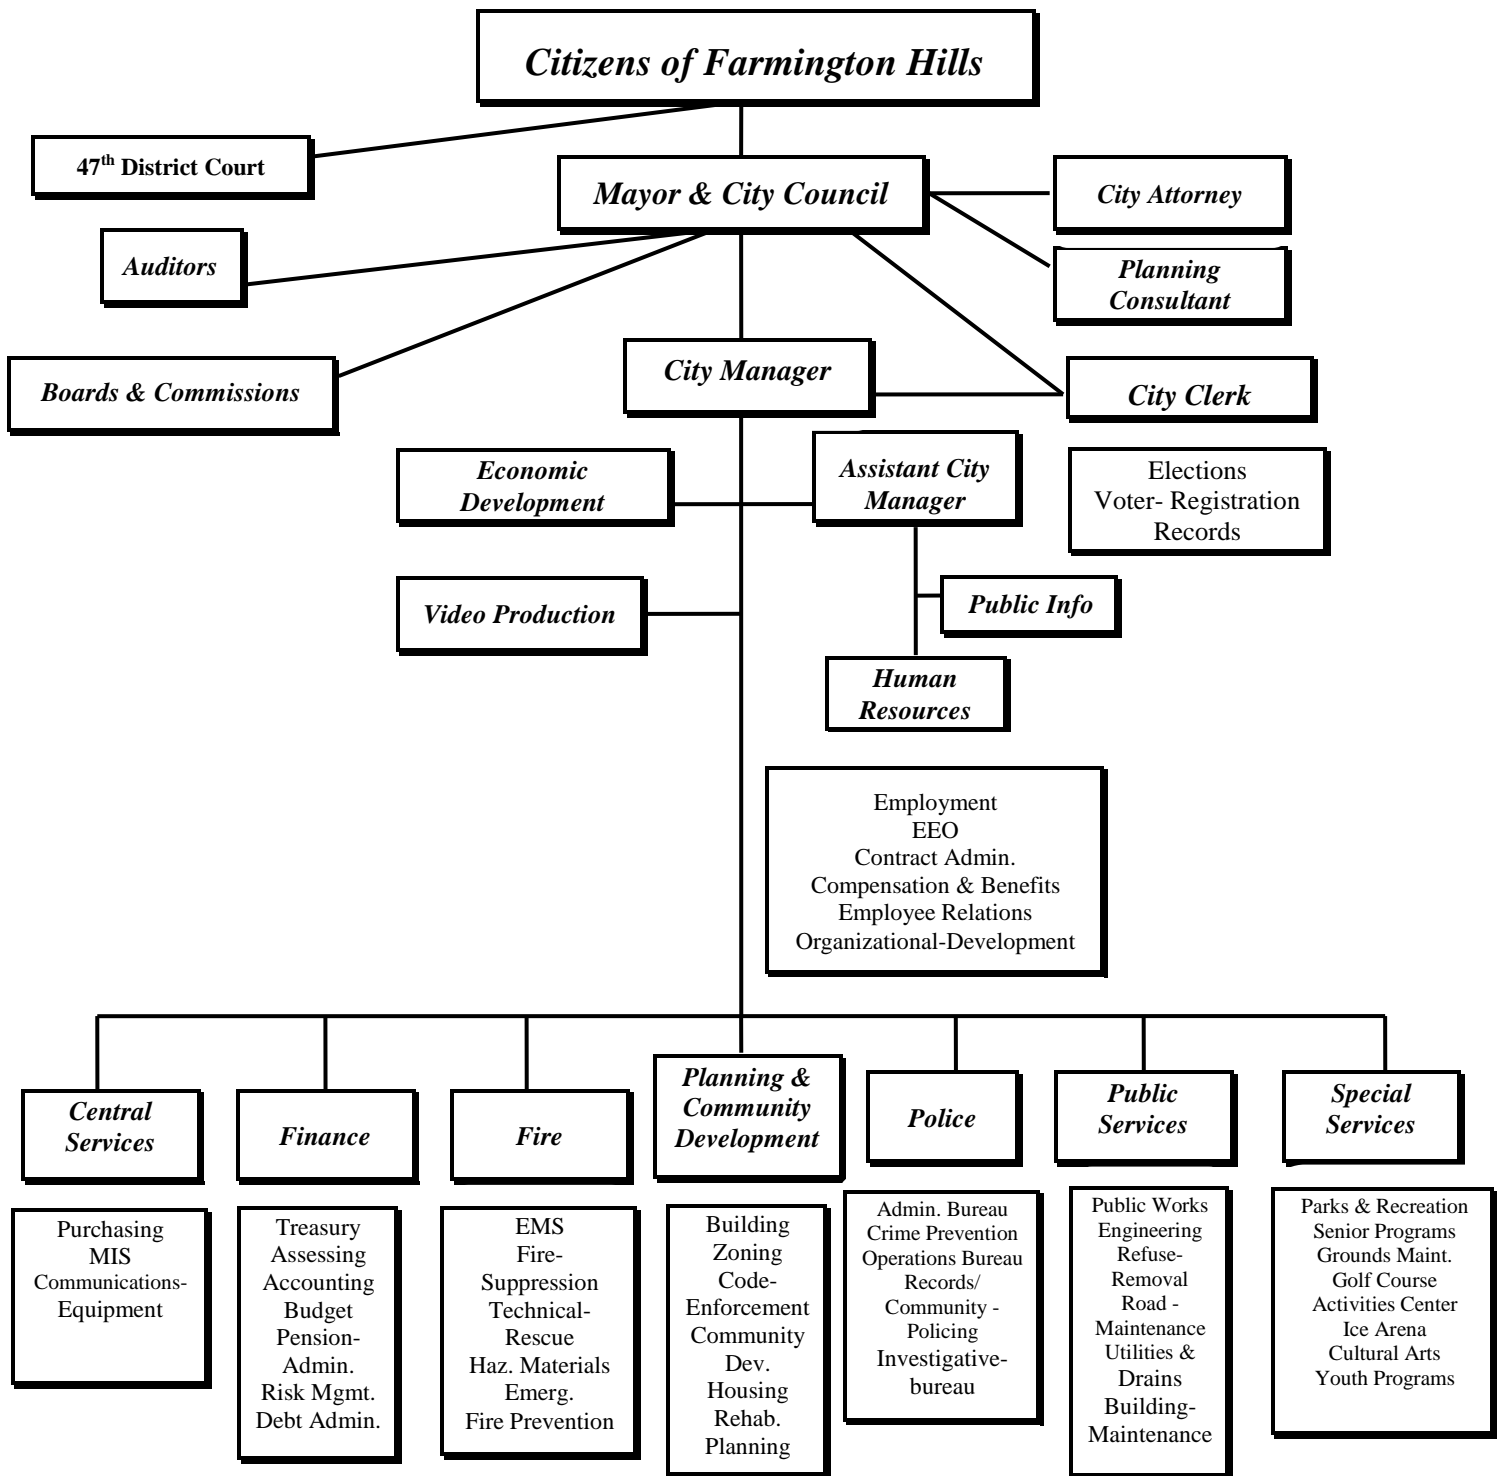 Citizens of Farmington Hills
47th District Court
Mayor & City Council
City Attorney
Auditors
Planning
Consultant
Boards & Commissions
City Manager
City Clerk
Economic
Development
Assistant City
Manager
Elections
Voter- Registration
Records
Video Production
Public Info
Human
Resources
Employment
EEO
Contract Admin.
Compensation & Benefits
Employee Relations
Organizational-Development
Central
Services
Finance
Fire
Planning &
Community
Development
Police
Public
Services
Special
Services
Purchasing
MIS
Communications-
Equipment
Treasury
Assessing
Accounting
Budget
Pension-
Admin.
Risk Mgmt.
Debt Admin.
EMS
Fire-
Suppression
Technical-
Rescue
Haz. Materials
Emerg.
Fire Prevention
Building
Zoning
Code-
Enforcement
Community
Dev.
Housing
Rehab.
Planning
Admin. Bureau
Crime Prevention
Operations Bureau
Records/
Community -
Policing
Investigative-
bureau
Public Works
Engineering
Refuse-
Removal
Road -
Maintenance
Utilities &
Drains
Building-
Maintenance
Parks & Recreation
Senior Programs
Grounds Maint.
Golf Course
Activities Center
Ice Arena
Cultural Arts
Youth Programs